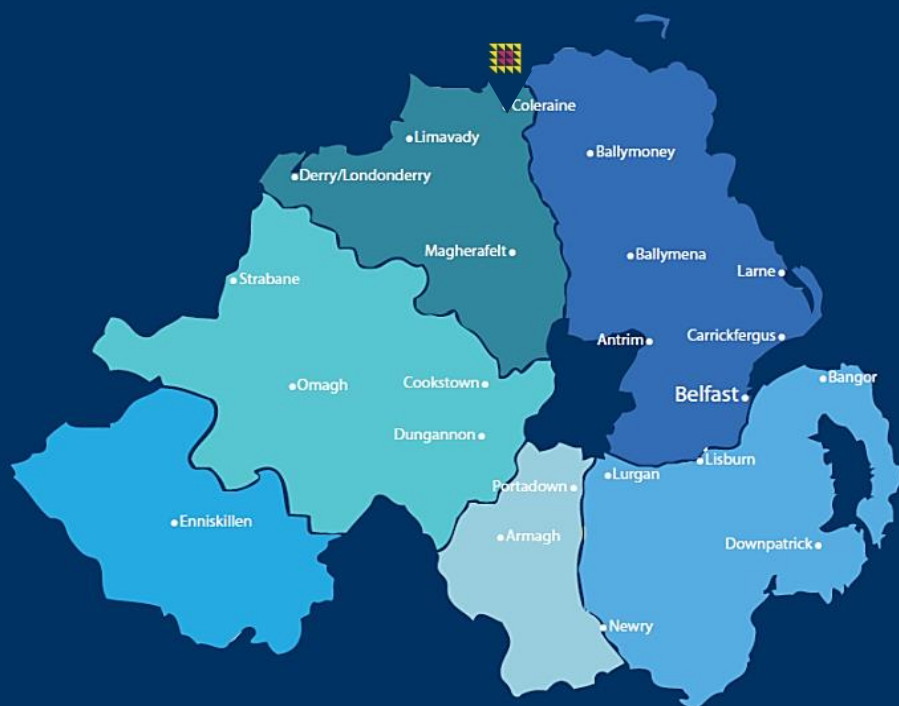 Coleraine
Limavady
Ballymoney
Derry/Londonderry
Magherafelt
Ballymena
Larne
Strabane
Antrim
Carrickfergus
Bangor
Omagh
Cookstown
Belfast
Dungannon
Lisburn
Lurgan
Portadown
Enniskillen
Armagh
Downpatrick
Newry